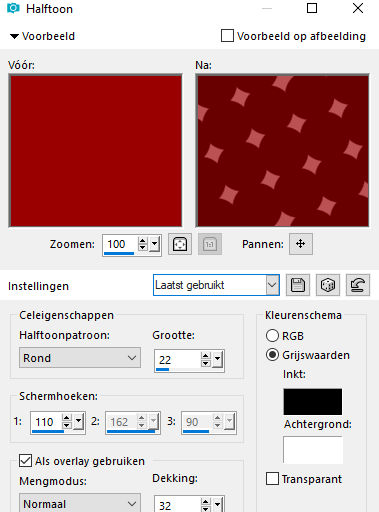 Halftoon
Voorbeeld
Voorbeeld op afbeelding
Vóór:
Na:
Zoomen: 100
1:1
Pannen:
Instellingen
Laatst gebruikt
Celeigenschappen
Halftoonpatroon:
Grootte:
Rond
22
Schermhoeken:
1: 110 2: 162 3: 90
Als overlay gebruiken
Mengmodus:
Dekking:
Normaal
32
Kleurenschema
RGB
Grijswaarden
Inkt:
Achtergrond:
Transparant